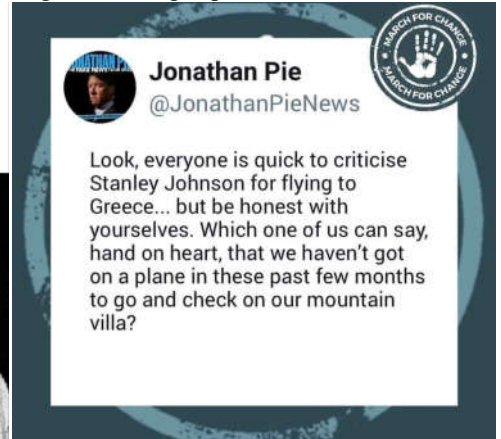 MARCH FOR CHANGE
MARCH FOR CHANGE
Jonathan Pie
@JonathanPieNews
Look, everyone is quick to criticise
Stanley Johnson for flying to
Greece... but be honest with
yourselves. Which one of us can say,
hand on heart, that we haven't got
on a plane in these past few months
to go and check on our mountain
villa?